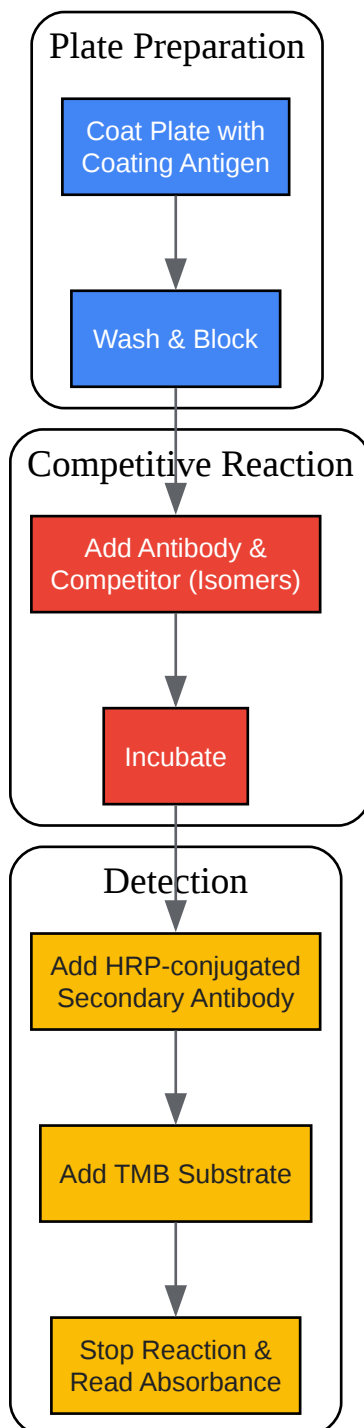 Plate Preparation
Coat Plate with
Coating Antigen
Wash & Block
Competitive Reaction
Add Antibody &
Competitor (Isomers)
Incubate
Detection
Add HRP-conjugated
Secondary Antibody
Add TMB Substrate
Stop Reaction &
Read Absorbance